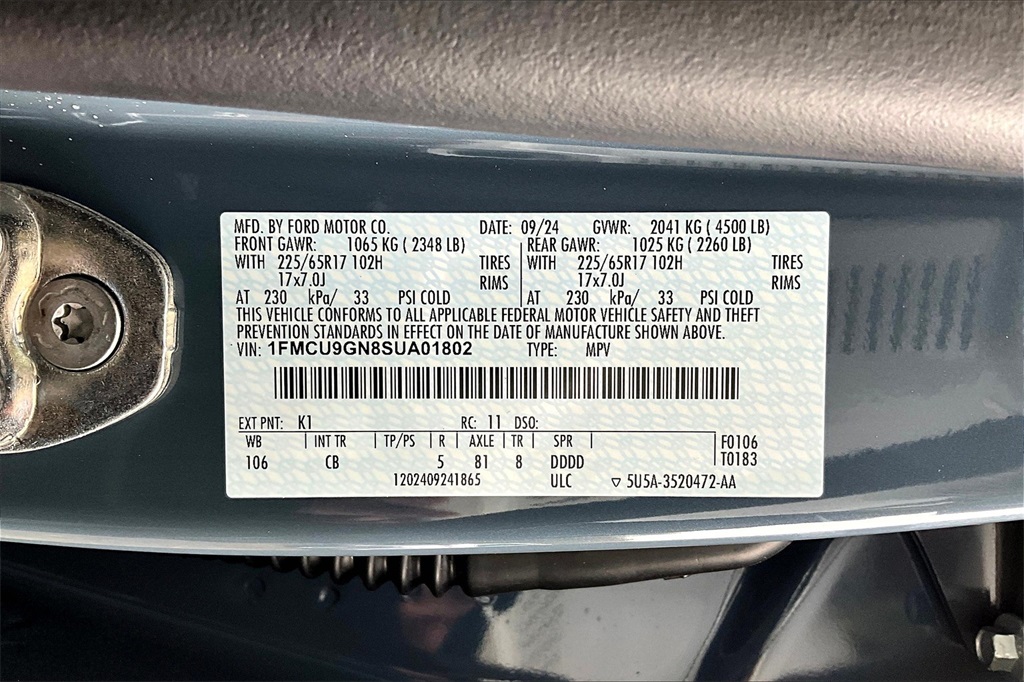 MFD. BY FORD MOTOR CO. DATE: 09/24 GVWR: 2041 KG ( 4500 LB)
FRONT GAWR: 1065 KG ( 2348 LB) REAR GAWR: 1025 KG ( 2260 LB)
WITH 225/65R17 102H TIRES WITH 225/65R17 102H TIRES
17x7.0J RIMS 17x7.0J RIMS
AT 230 kPa/ 33 PSI COLD AT 230 kPa/ 33 PSI COLD
THIS VEHICLE CONFORMS TO ALL APPLICABLE FEDERAL MOTOR VEHICLE SAFETY AND THEFT
PREVENTION STANDARDS IN EFFECT ON THE DATE OF MANUFACTURE SHOWN ABOVE.
VIN: 1FMCU9GN8SUA01802 TYPE: MPV
EXT PNT: K1 RC: 11 DSO:
WB INT TR TP/PS R AXLE TR SPR F0106
106 CB 5 81 8 DDDD T0183
1202409241865 ULC ▽ 5U5A-3520472-AA